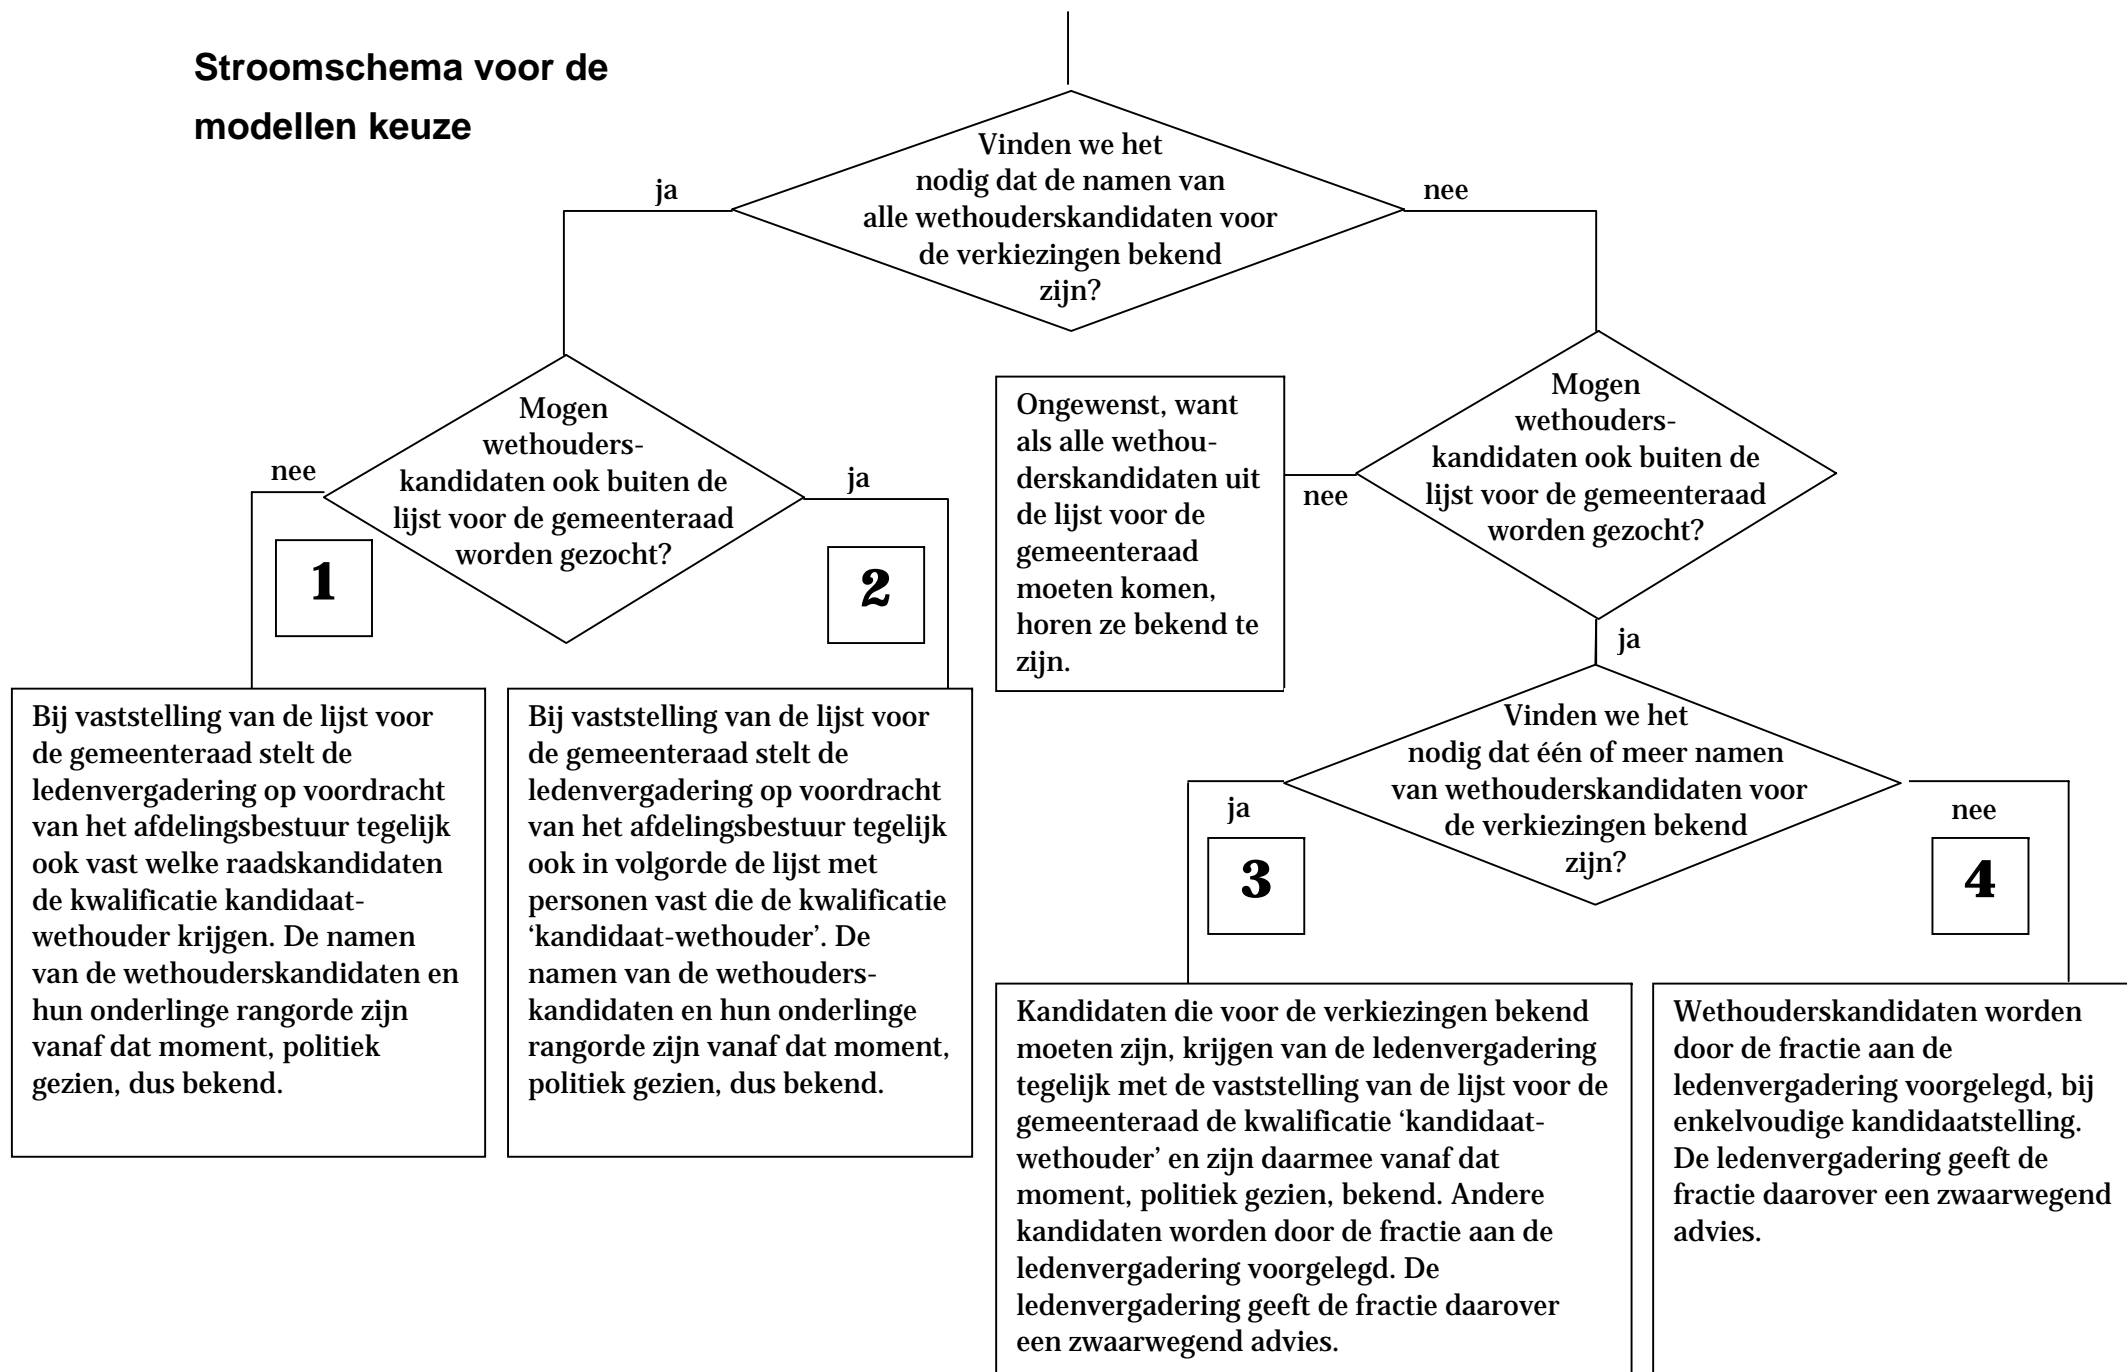 Stroomschema voor de
modellen keuze
Vinden we het
nodig dat de namen van
alle wethouderskandidaten voor
de verkiezingen bekend
zijn?
ja
nee
Mogen
wethouders-
kandidaten ook buiten de
lijst voor de gemeenteraad
worden gezocht?
nee
ja
1
2
Ongewenst, want
als alle wethou-
derskandidaten uit
de lijst voor de
gemeenteraad
moeten komen,
horen ze bekend te
zijn.
Mogen
wethouders-
kandidaten ook buiten de
lijst voor de gemeenteraad
worden gezocht?
nee
ja
Bij vaststelling van de lijst voor
de gemeenteraad stelt de
ledenvergadering op voordracht
van het afdelingsbestuur tegelijk
ook vast welke raadskandidaten
de kwalificatie kandidaat-
wethouder krijgen. De namen
van de wethouderskandidaten en
hun onderlinge rangorde zijn
vanaf dat moment, politiek
gezien, dus bekend.
Bij vaststelling van de lijst voor
de gemeenteraad stelt de
ledenvergadering op voordracht
van het afdelingsbestuur tegelijk
ook in volgorde de lijst met
personen vast die de kwalificatie
‘kandidaat-wethouder’. De
namen van de wethouders-
kandidaten en hun onderlinge
rangorde zijn vanaf dat moment,
politiek gezien, dus bekend.
Vinden we het
nodig dat één of meer namen
van wethouderskandidaten voor
de verkiezingen bekend
zijn?
ja
nee
3
4
Kandidaten die voor de verkiezingen bekend
moeten zijn, krijgen van de ledenvergadering
tegelijk met de vaststelling van de lijst voor de
gemeenteraad de kwalificatie ‘kandidaat-
wethouder’ en zijn daarmee vanaf dat
moment, politiek gezien, bekend. Andere
kandidaten worden door de fractie aan de
ledenvergadering voorgelegd. De
ledenvergadering geeft de fractie daarover
een zwaarwegend advies.
Wethouderskandidaten worden
door de fractie aan de
ledenvergadering voorgelegd, bij
enkelvoudige kandidaatstelling.
De ledenvergadering geeft de
fractie daarover een zwaarwegend
advies.